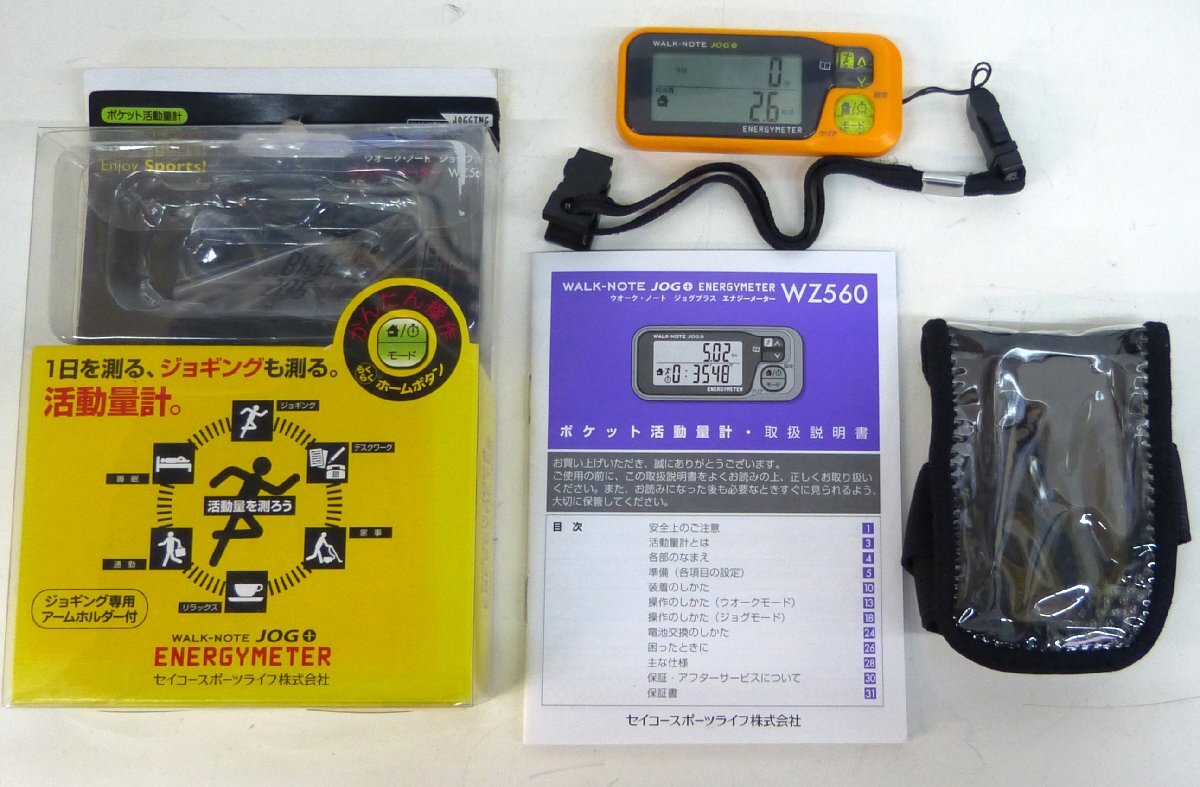 ポケット活動量計
JOGGING
Enjoy Sports!
ウオーク・ノート ジョグプ
WZ56
かんたん操作
モード
らくらく
ホームボタン
1日を測る、ジョギングも測る。
活動量計。
ジョギング
デスクワーク
睡眠
活動量を測ろう
家事
通勤
リラックス
ジョギング専用
アームホルダー付
WALK-NOTE JOG+
ENERGYMETER
セイコースポーツライフ株式会社
WALK-NOTE JOG+
今日
0
2.6
kcal
ENERGYMETER
設定
クリア
モード
WALK-NOTE JOG+ ENERGYMETER WZ560
ウオーク・ノート ジョグプラス エナジーメーター
WALK-NOTE JOG+
5.02 km
0:3548
ENERGYMETER
モード
ポケット活動量計・取扱説明書
お買い上げいただき、誠にありがとうございます。
ご使用の前に、この取扱説明書をよくお読みの上、正しくお取り扱い
ください。また、お読みになった後も必要なときすぐに見られるよう、
大切に保管してください。
目次
安全上のご注意 1
活動量計とは 3
各部のなまえ 4
準備（各項目の設定） 5
装着のしかた 10
操作のしかた（ウオークモード） 13
操作のしかた（ジョグモード） 18
電池交換のしかた 24
困ったときに 26
主な仕様 28
保証・アフターサービスについて 30
保証書 31
セイコースポーツライフ株式会社